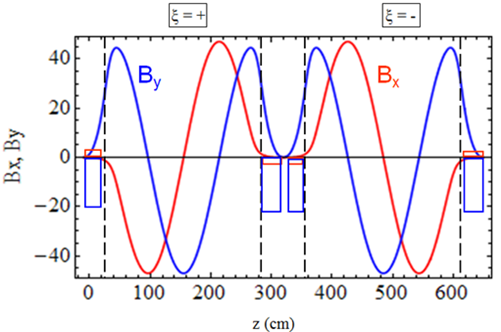 ξ = +
ξ = -
Bx, By
40
20
0
−20
−40
By
Bx
0
100
200
300
400
500
600
z (cm)